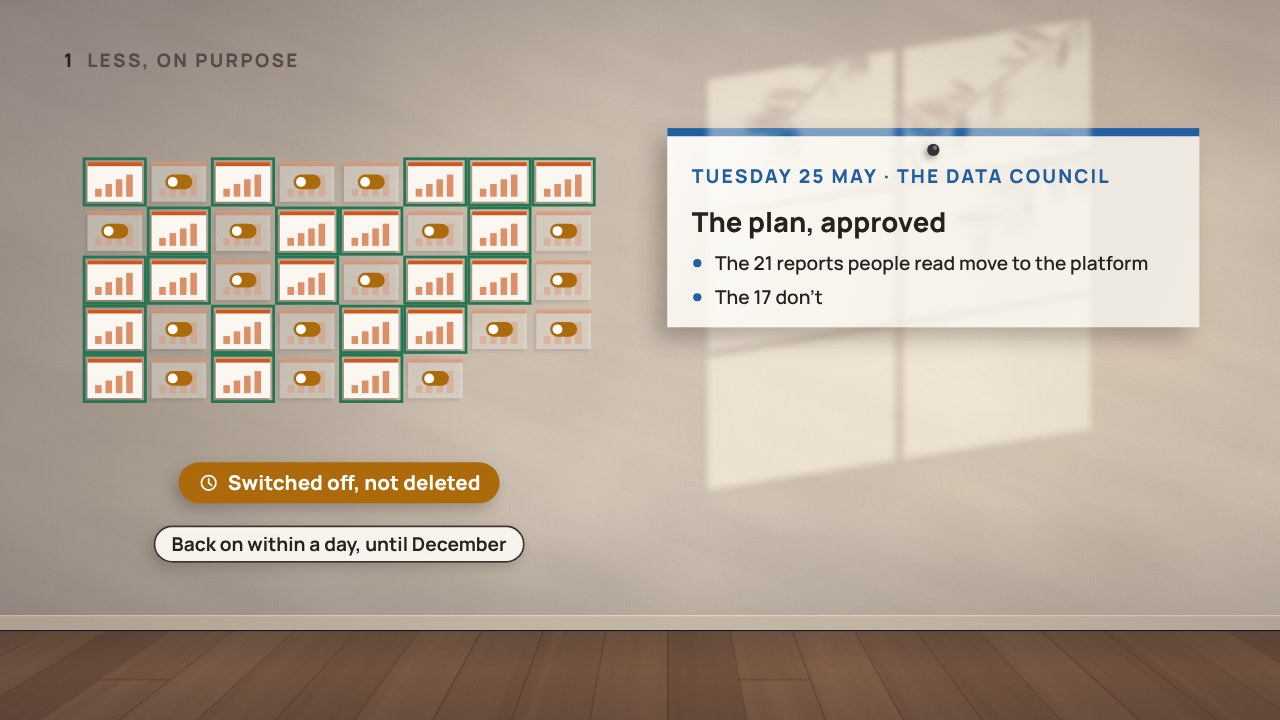 1 LESS, ON PURPOSE
TUESDAY 25 MAY · THE DATA COUNCIL
The plan, approved
The 21 reports people read move to the platform
The 17 don't
Switched off, not deleted
Back on within a day, until December